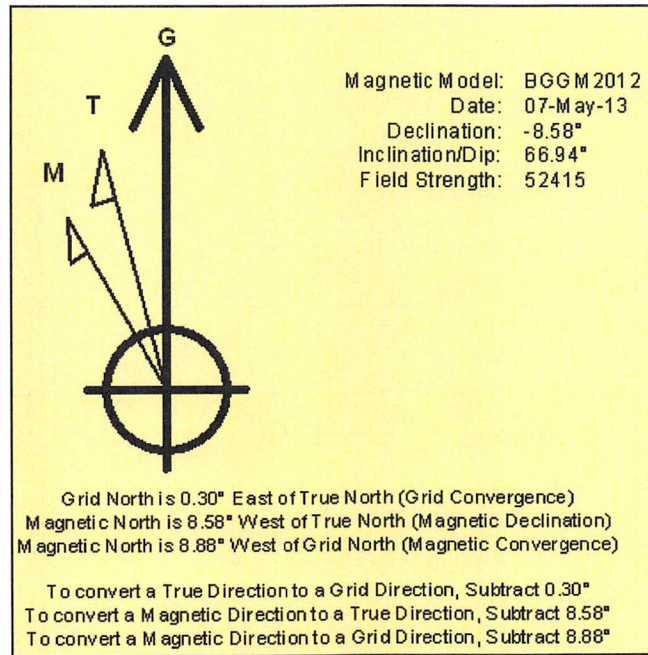 G
T
M
Magnetic Model: BGGM2012
Date: 07-May-13
Declination: -8.58°
Inclination/Dip: 66.94°
Field Strength: 52415
Grid North is 0.30° East of True North (Grid Convergence)
Magnetic North is 8.58° West of True North (Magnetic Declination)
Magnetic North is 8.88° West of Grid North (Magnetic Convergence)
To convert a True Direction to a Grid Direction, Subtract 0.30°
To convert a Magnetic Direction to a True Direction, Subtract 8.58°
To convert a Magnetic Direction to a Grid Direction, Subtract 8.88°